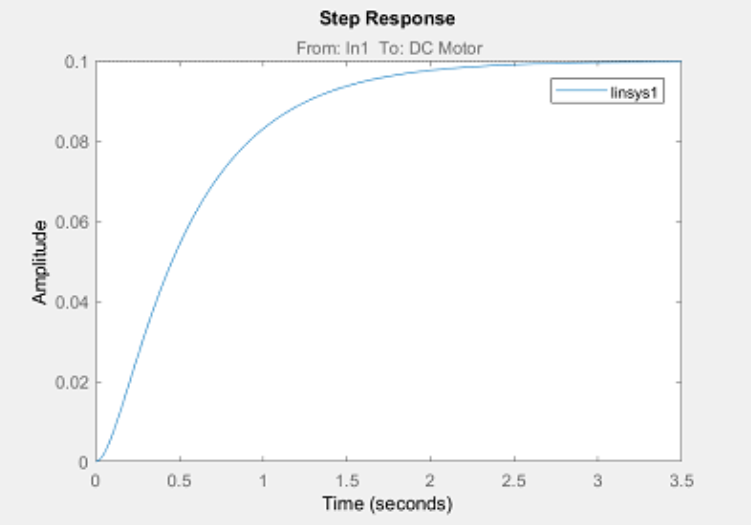 Step Response
From: In1 To: DC Motor
linsys1
Amplitude
0.1
0.08
0.06
0.04
0.02
0
0 0.5 1 1.5 2 2.5 3 3.5
Time (seconds)